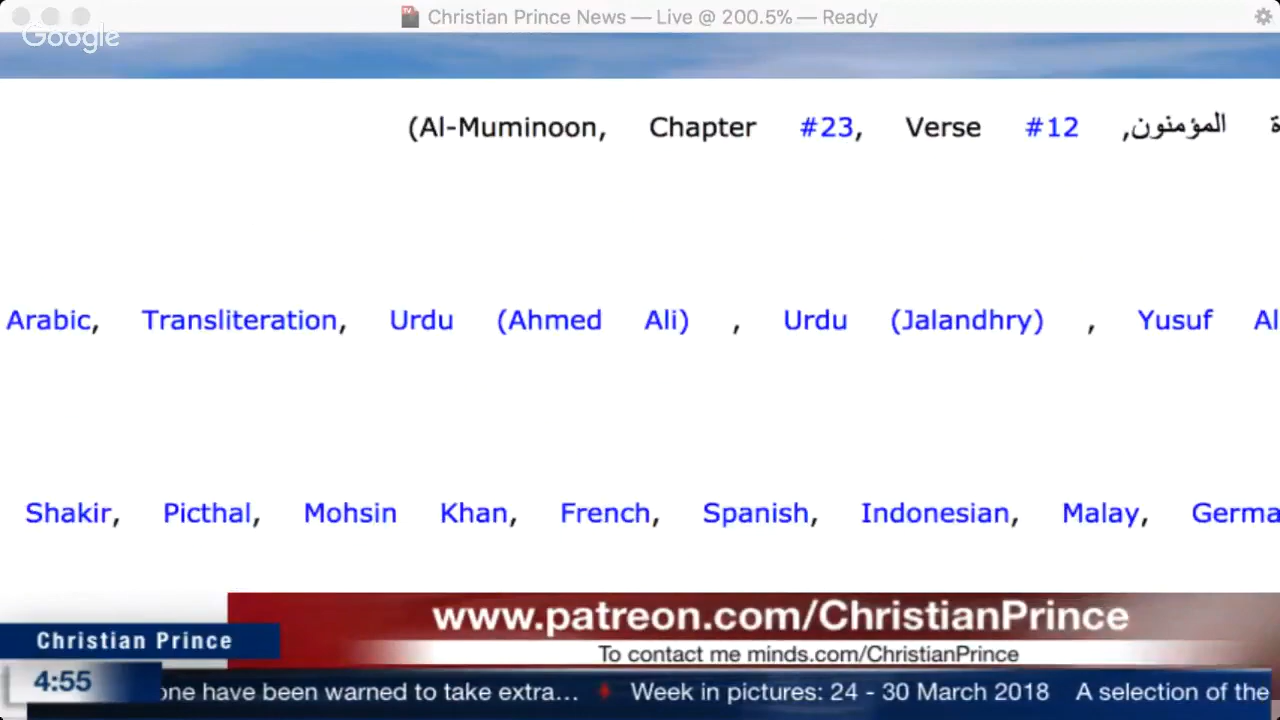 Christian Prince News — Live @ 200.5% — Ready
Google
(Al-Muminoon, Chapter #23, Verse #12 المؤمنون, ة
Arabic, Transliteration, Urdu (Ahmed Ali) , Urdu (Jalandhry) , Yusuf Al
Shakir, Picthal, Mohsin Khan, French, Spanish, Indonesian, Malay, Germa
www.patreon.com/ChristianPrince
Christian Prince
To contact me minds.com/ChristianPrince
4:55
one have been warned to take extra... Week in pictures: 24 - 30 March 2018 A selection of the